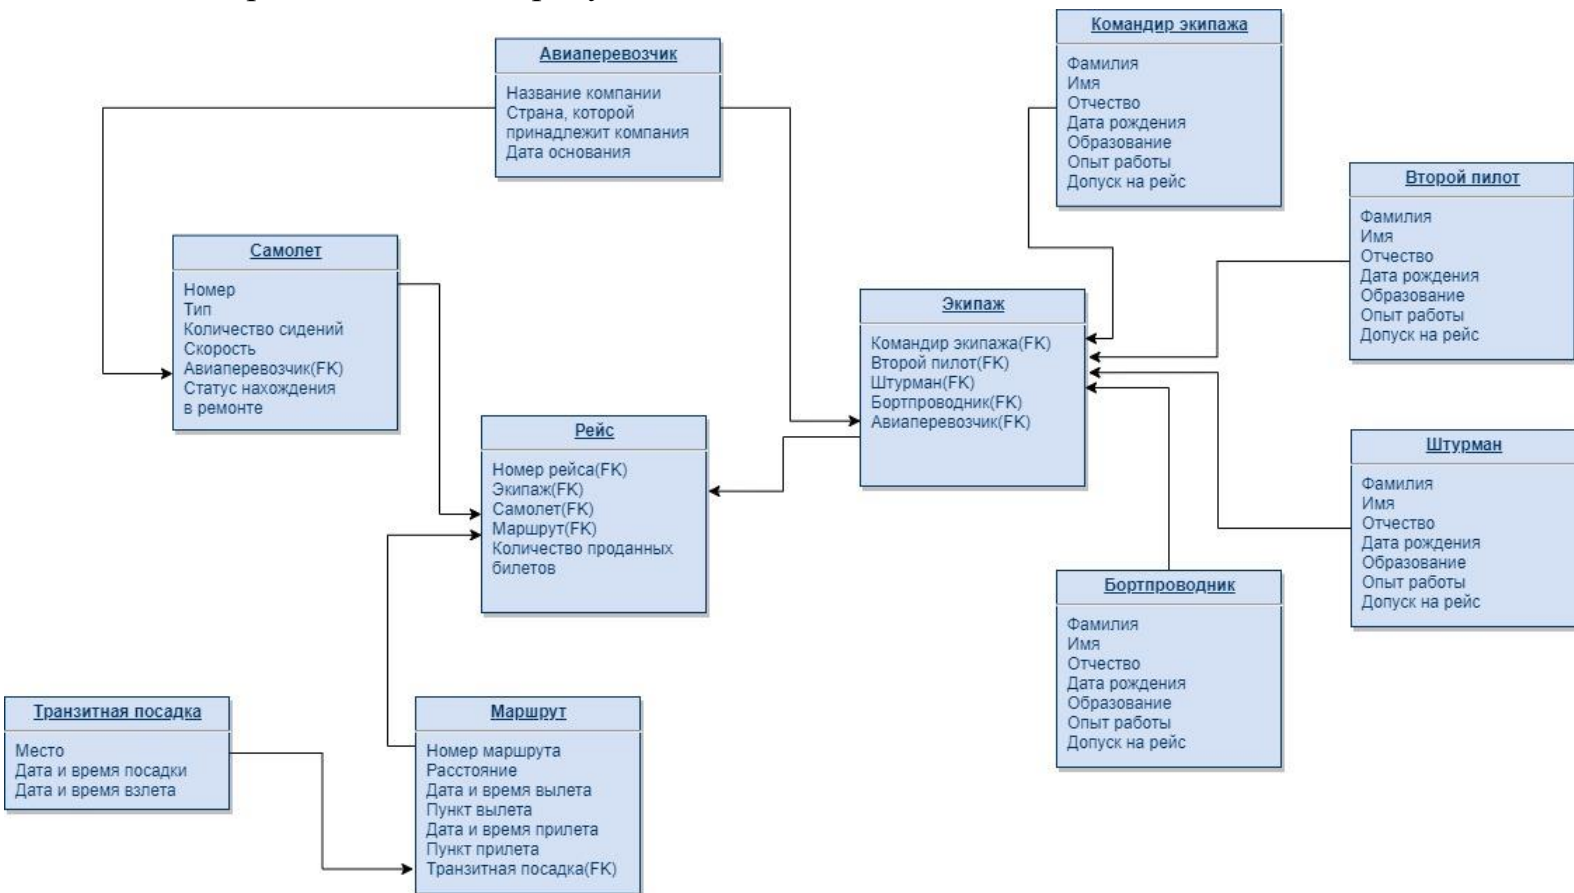 Командир экипажа
Фамилия
Имя
Отчество
Дата рождения
Образование
Опыт работы
Допуск на рейс
Авиаперевозчик
Название компании
Страна, которой
принадлежит компания
Дата основания
Второй пилот
Фамилия
Имя
Отчество
Дата рождения
Образование
Опыт работы
Допуск на рейс
Самолет
Номер
Тип
Количество сидений
Скорость
Авиаперевозчик(FK)
Статус нахождения
в ремонте
Экипаж
Командир экипажа(FK)
Второй пилот(FK)
Штурман(FK)
Бортпроводник(FK)
Авиаперевозчик(FK)
Рейс
Номер рейса(FK)
Экипаж(FK)
Самолет(FK)
Маршрут(FK)
Количество проданных
билетов
Штурман
Фамилия
Имя
Отчество
Дата рождения
Образование
Опыт работы
Допуск на рейс
Бортпроводник
Фамилия
Имя
Отчество
Дата рождения
Образование
Опыт работы
Допуск на рейс
Транзитная посадка
Место
Дата и время посадки
Дата и время взлета
Маршрут
Номер маршрута
Расстояние
Дата и время вылета
Пункт вылета
Дата и время прилета
Пункт прилета
Транзитная посадка(FK)